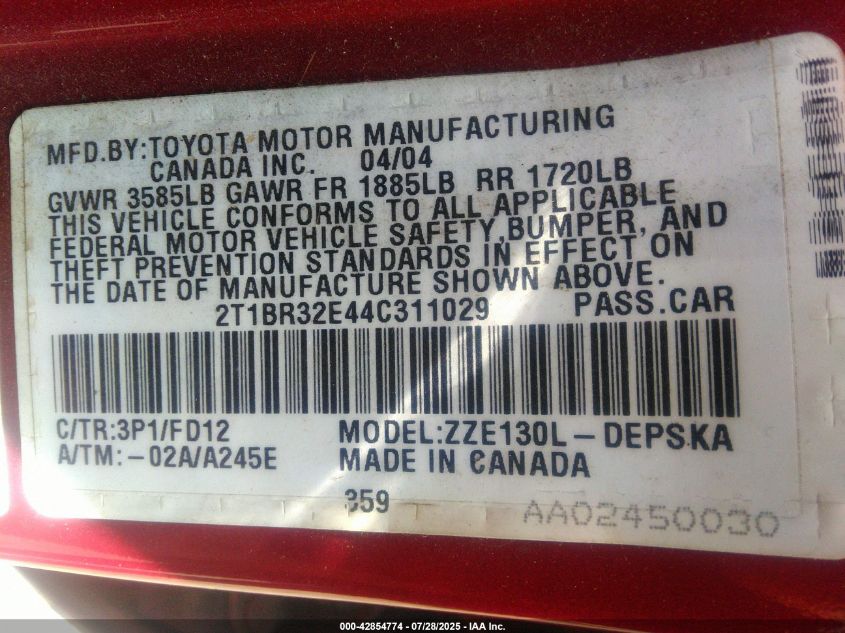 MFD.BY:TOYOTA MOTOR MANUFACTURING
CANADA INC. 04/04
GVWR 3585LB GAWR FR 1885LB RR 1720LB
THIS VEHICLE CONFORMS TO ALL APPLICABLE
FEDERAL MOTOR VEHICLE SAFETY,BUMPER, AND
THEFT PREVENTION STANDARDS IN EFFECT ON
THE DATE OF MANUFACTURE SHOWN ABOVE.
2T1BR32E44C311029 PASS.CAR
C/TR:3P1/FD12 MODEL:ZZE130L-DEPSKA
A/TM:-02A/A245E MADE IN CANADA
359
AA02450030
000-42854774 / 07/28/2025 - IAA Inc.